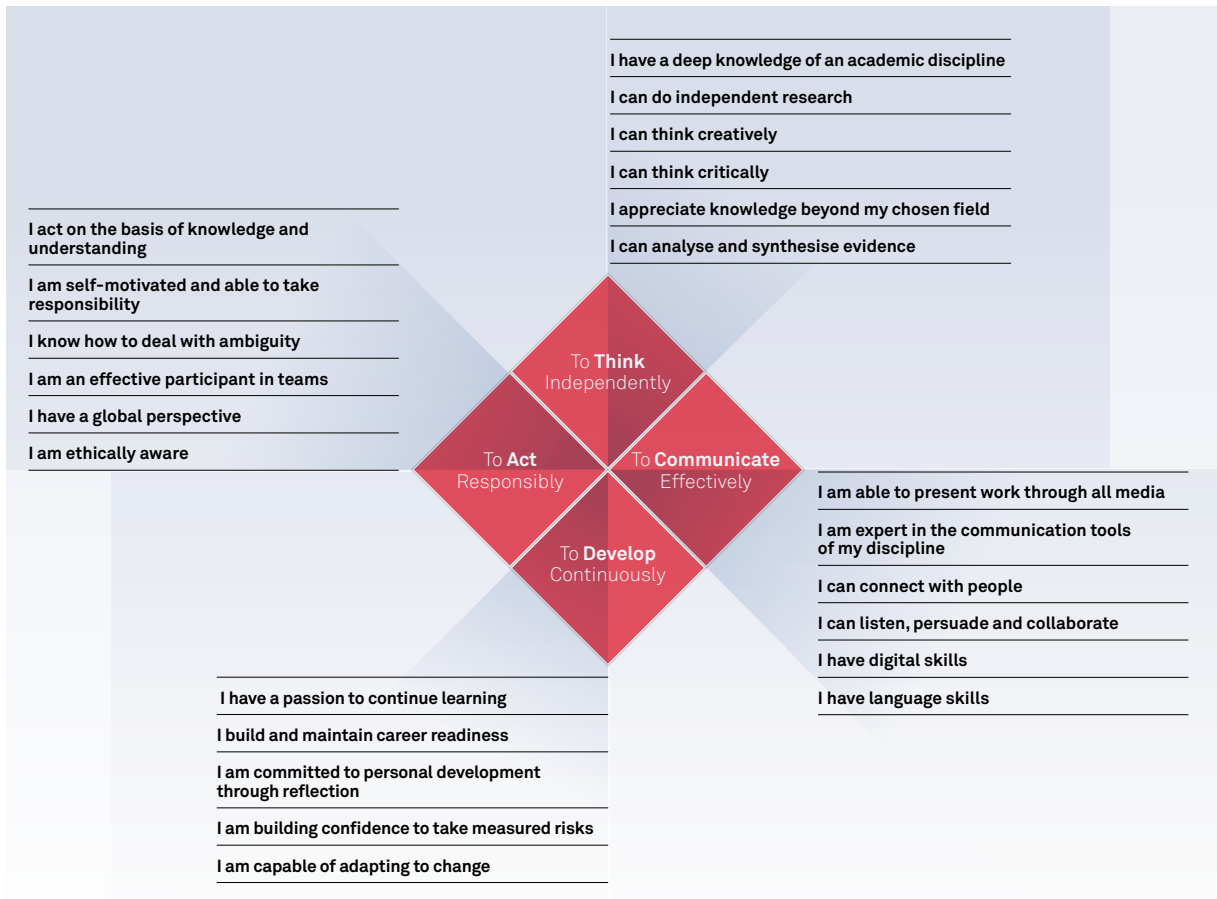 I have a deep knowledge of an academic discipline
I can do independent research
I can think creatively
I can think critically
I appreciate knowledge beyond my chosen field
I can analyse and synthesise evidence
I act on the basis of knowledge and
understanding
I am self-motivated and able to take
responsibility
I know how to deal with ambiguity
I am an effective participant in teams
I have a global perspective
I am ethically aware
To Think
Independently
To Act
Responsibly
To Communicate
Effectively
To Develop
Continuously
I am able to present work through all media
I am expert in the communication tools
of my discipline
I can connect with people
I can listen, persuade and collaborate
I have digital skills
I have language skills
I have a passion to continue learning
I build and maintain career readiness
I am committed to personal development
through reflection
I am building confidence to take measured risks
I am capable of adapting to change